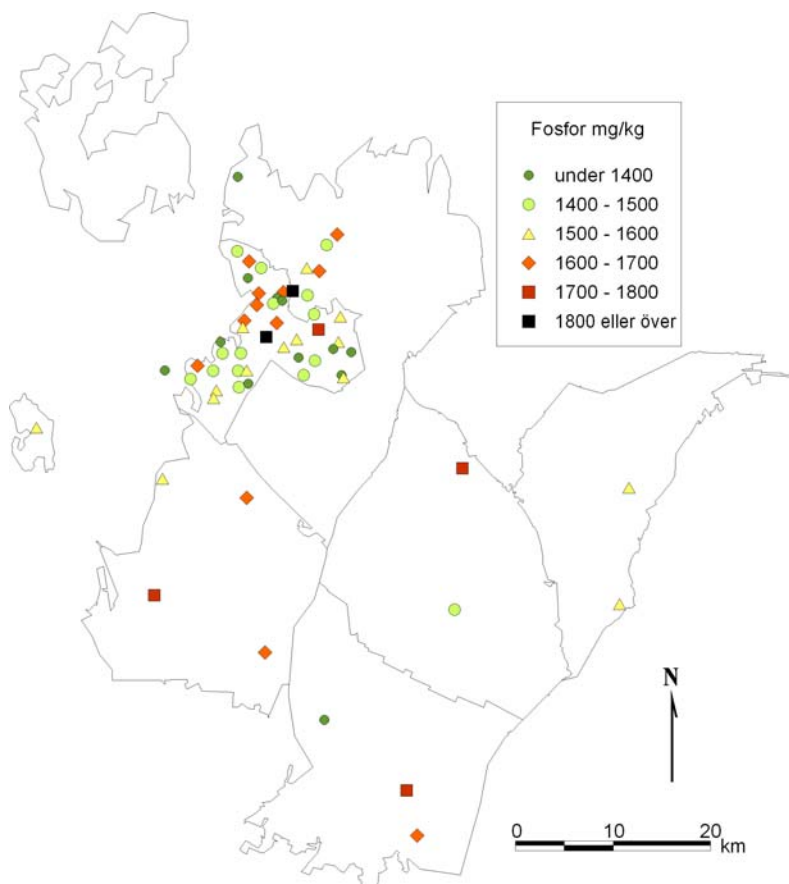 Fosfor mg/kg
under 1400
1400 - 1500
1500 - 1600
1600 - 1700
1700 - 1800
1800 eller över
N
0 10 20
km